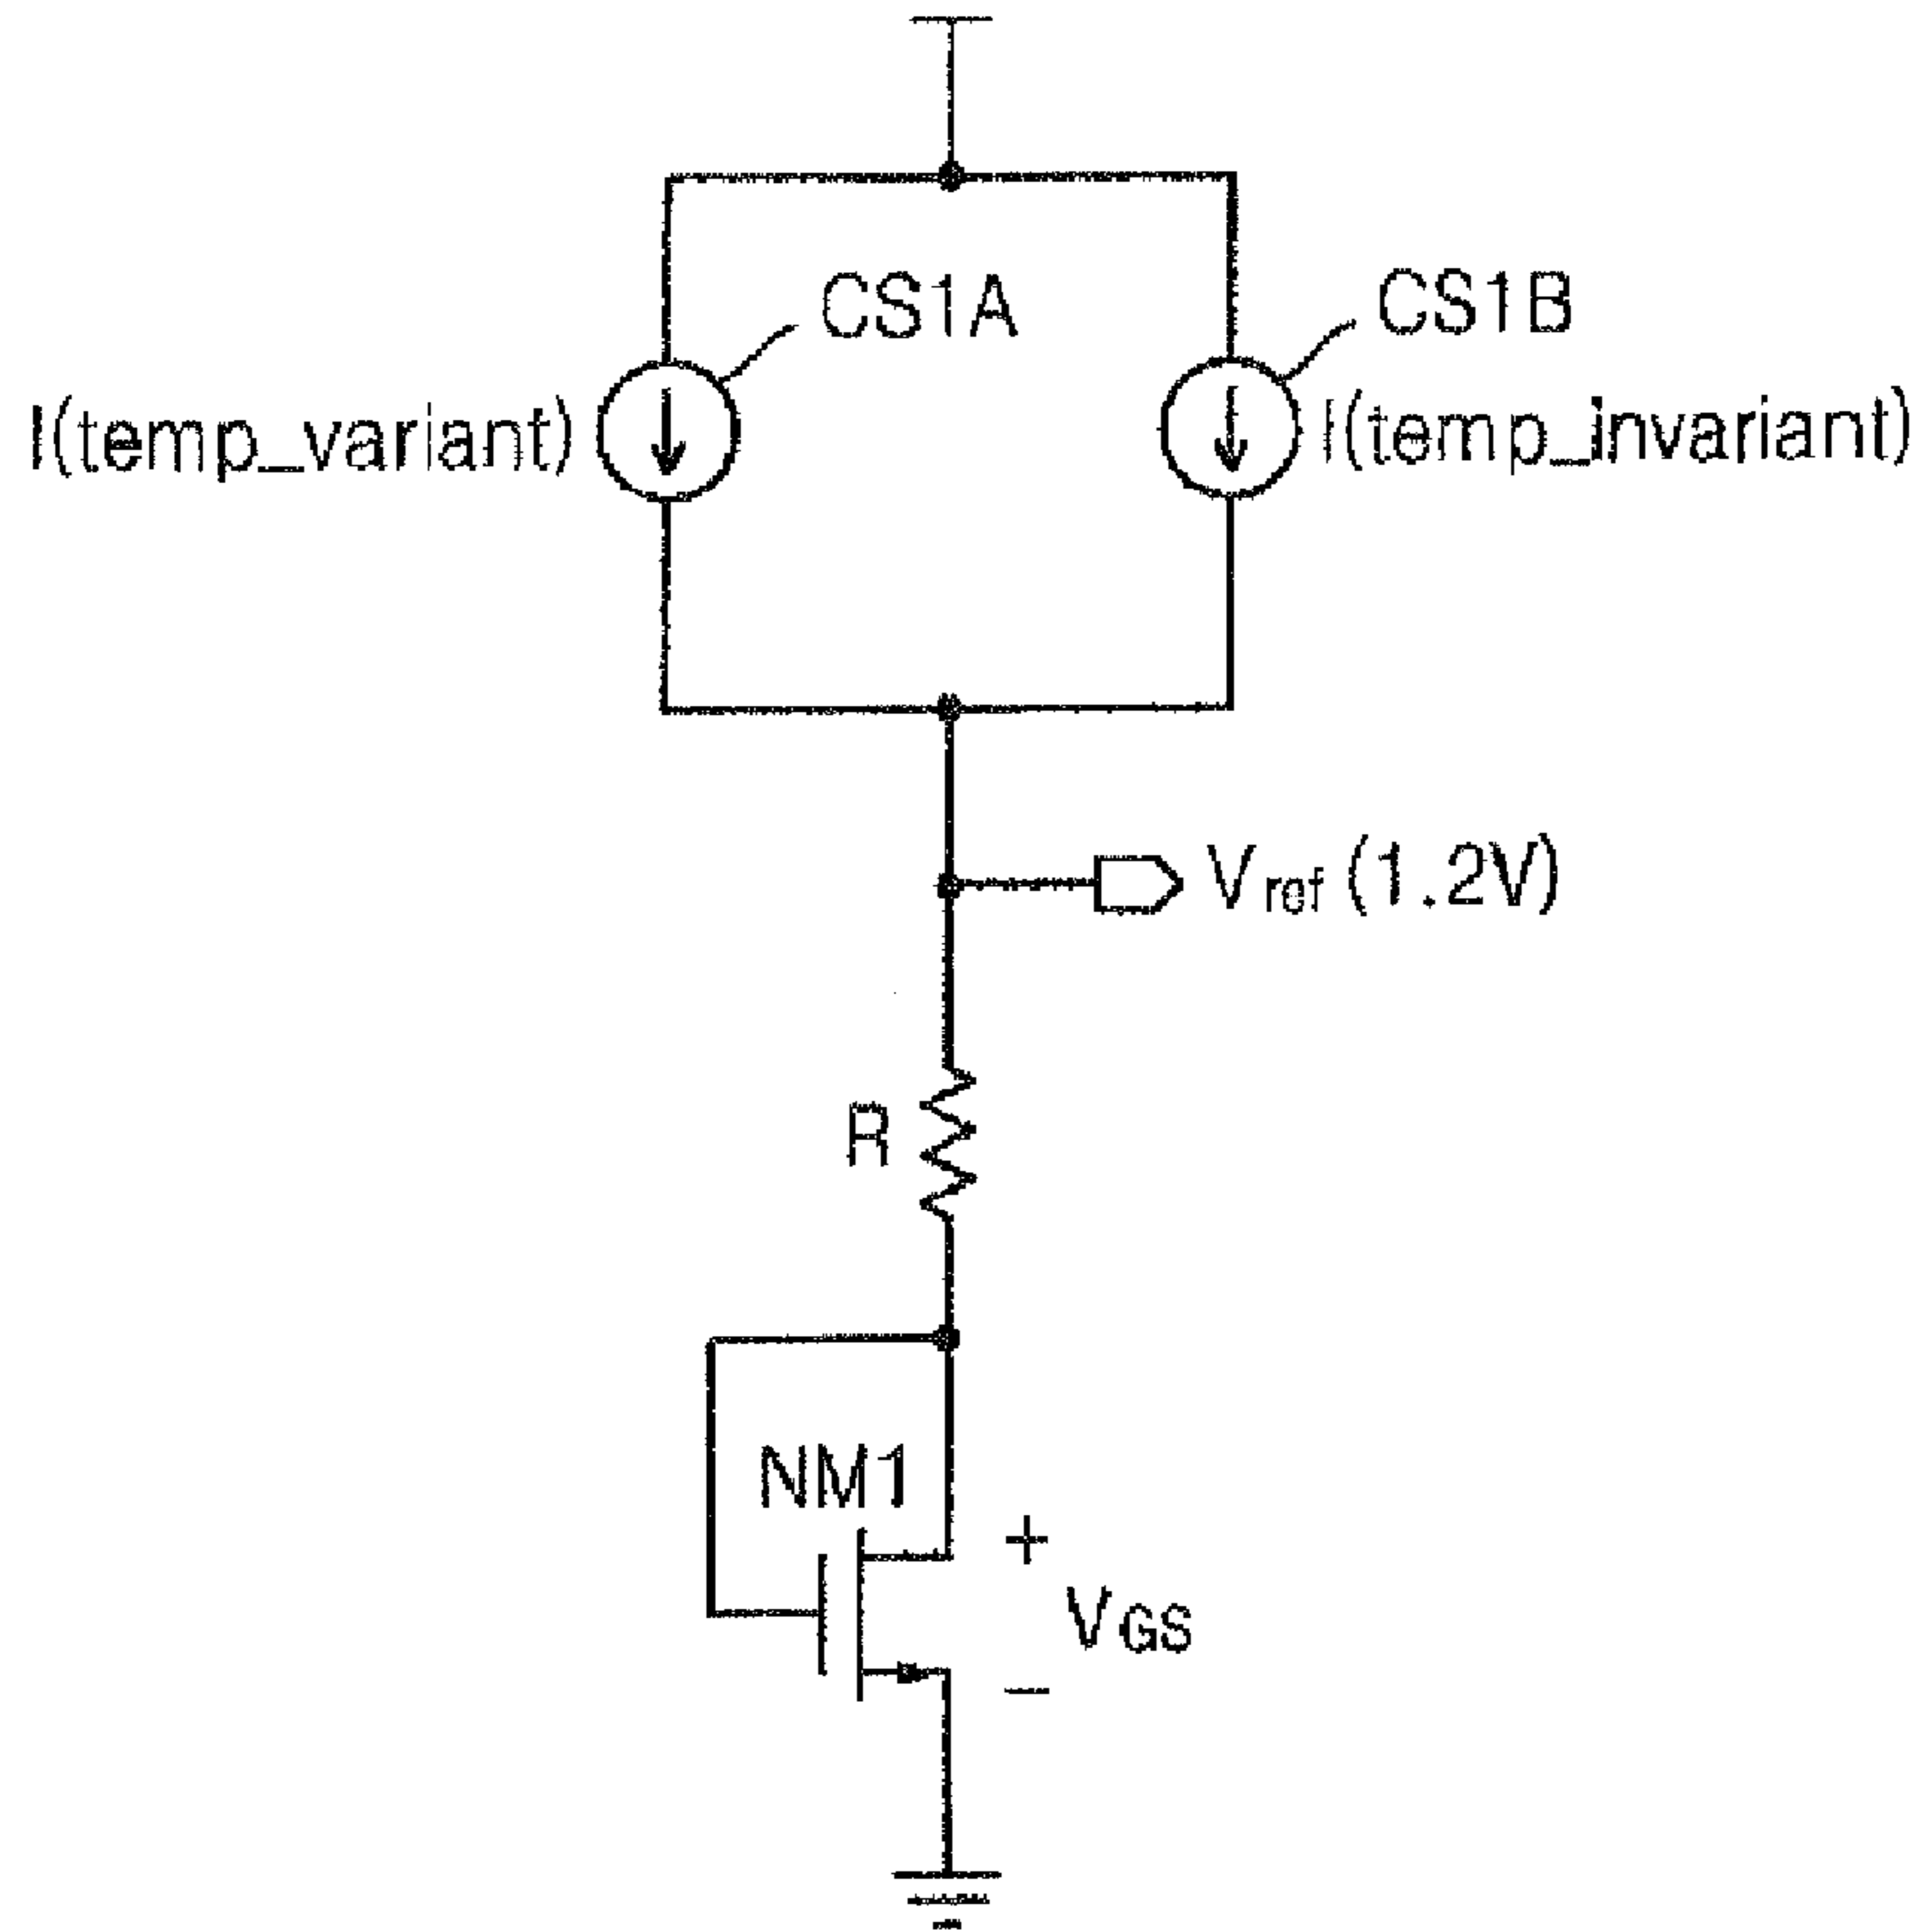 CS1A
CS1B
I(temp_variant)
I(temp_invariant)
Vref (1.2V)
R
NM1
+
VGS
−